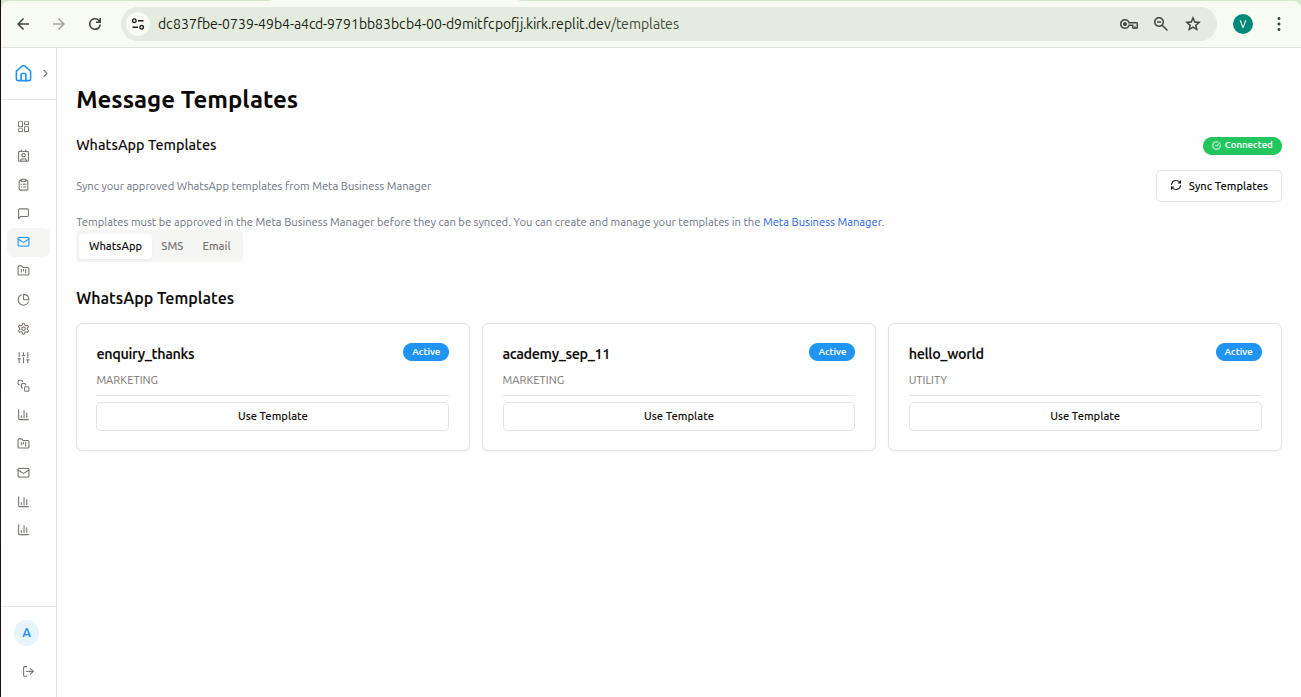 dc837fbe-0739-49b4-a4cd-9791bb83bcb4-00-d9mitfcpofjj.kirk.replit.dev/templates
V
Message Templates
WhatsApp Templates
Connected
Sync your approved WhatsApp templates from Meta Business Manager
Sync Templates
Templates must be approved in the Meta Business Manager before they can be synced. You can create and manage your templates in the Meta Business Manager.
WhatsApp SMS Email
WhatsApp Templates
enquiry_thanks
Active
MARKETING
Use Template
academy_sep_11
Active
MARKETING
Use Template
hello_world
Active
UTILITY
Use Template
A